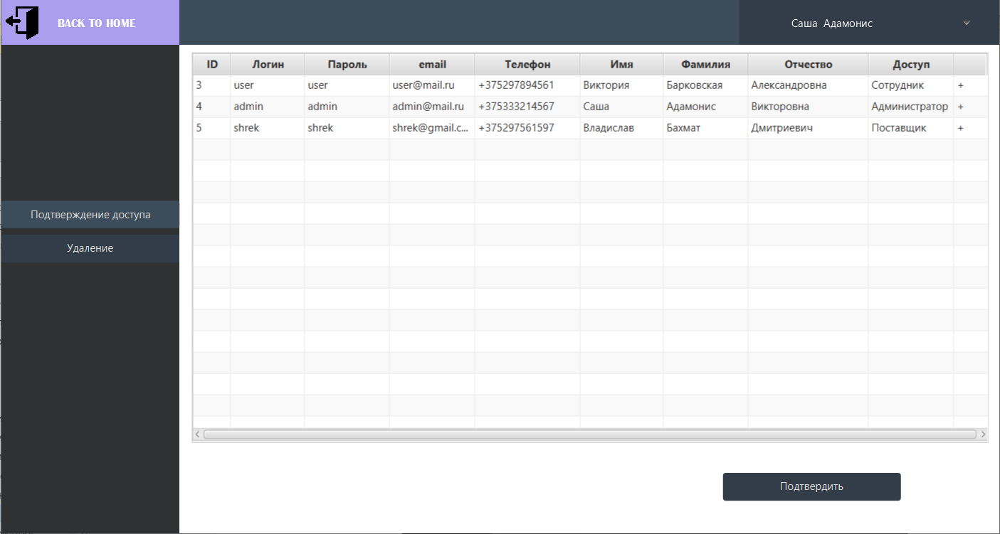 BACK TO HOME
Саша Адамонис
ID Логин Пароль email Телефон Имя Фамилия Отчество Доступ
3 user user user@mail.ru +375297894561 Виктория Барковская Александровна Сотрудник +
4 admin admin admin@mail.ru +375333214567 Саша Адамонис Викторовна Администратор +
5 shrek shrek shrek@gmail.c... +375297561597 Владислав Бахмат Дмитриевич Поставщик +
Подтверждение доступа
Удаление
Подтвердить